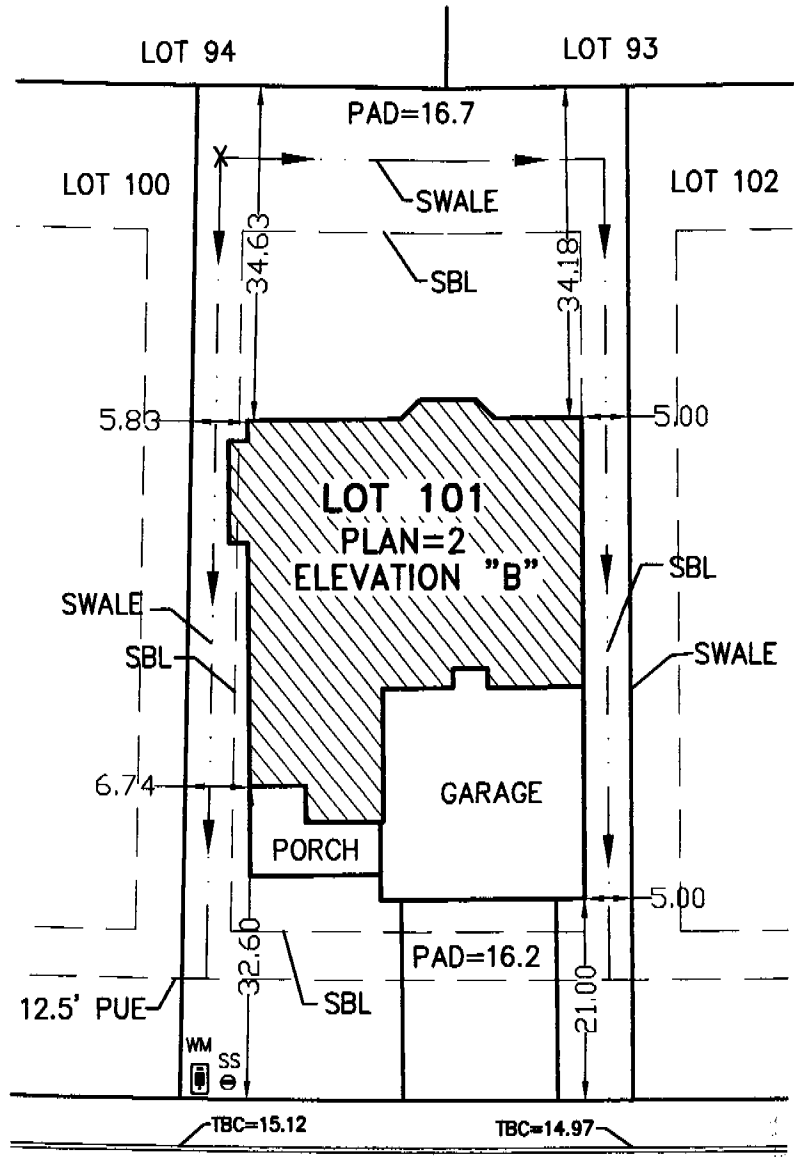 LOT 94
LOT 93
PAD=16.7
LOT 100
LOT 102
SWALE
34.63
34.18
SBL
5.83
5.00
LOT 101
PLAN=2
ELEVATION "B"
SBL
SWALE
SBL
SWALE
6.74
GARAGE
PORCH
5.00
32.60
PAD=16.2
21.00
12.5' PUE
SBL
WM
SS
TBC=15.12
TBC=14.97